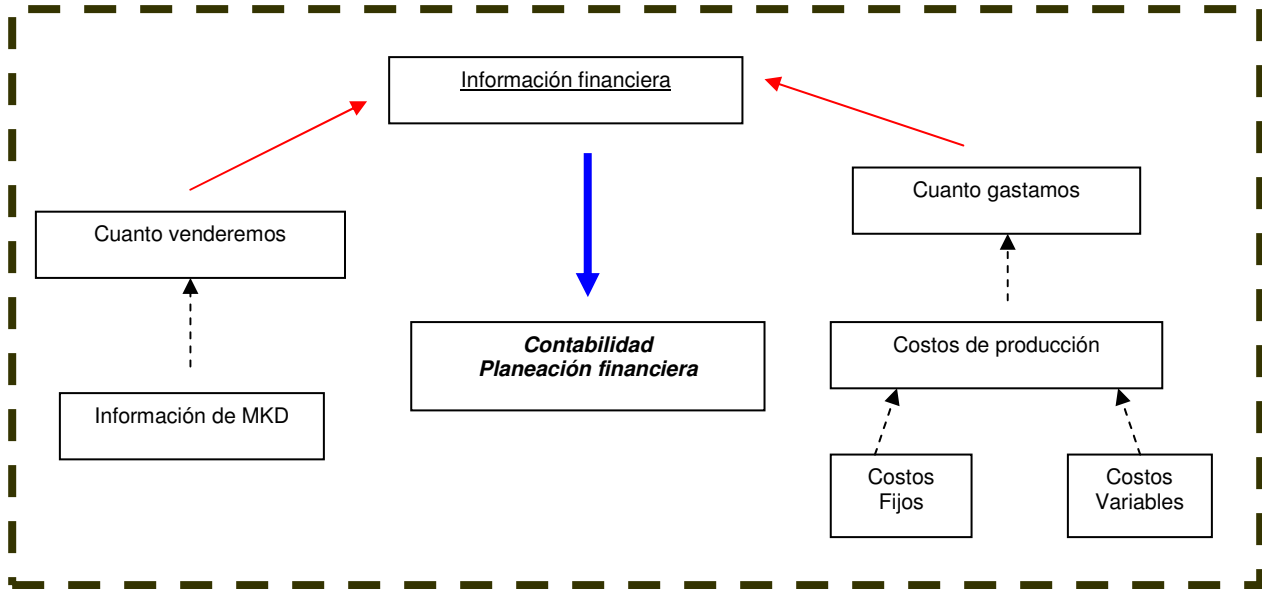 Información financiera
Cuanto gastamos
Cuanto venderemos
Contabilidad
Planeación financiera
Costos de producción
Información de MKD
Costos
Fijos
Costos
Variables